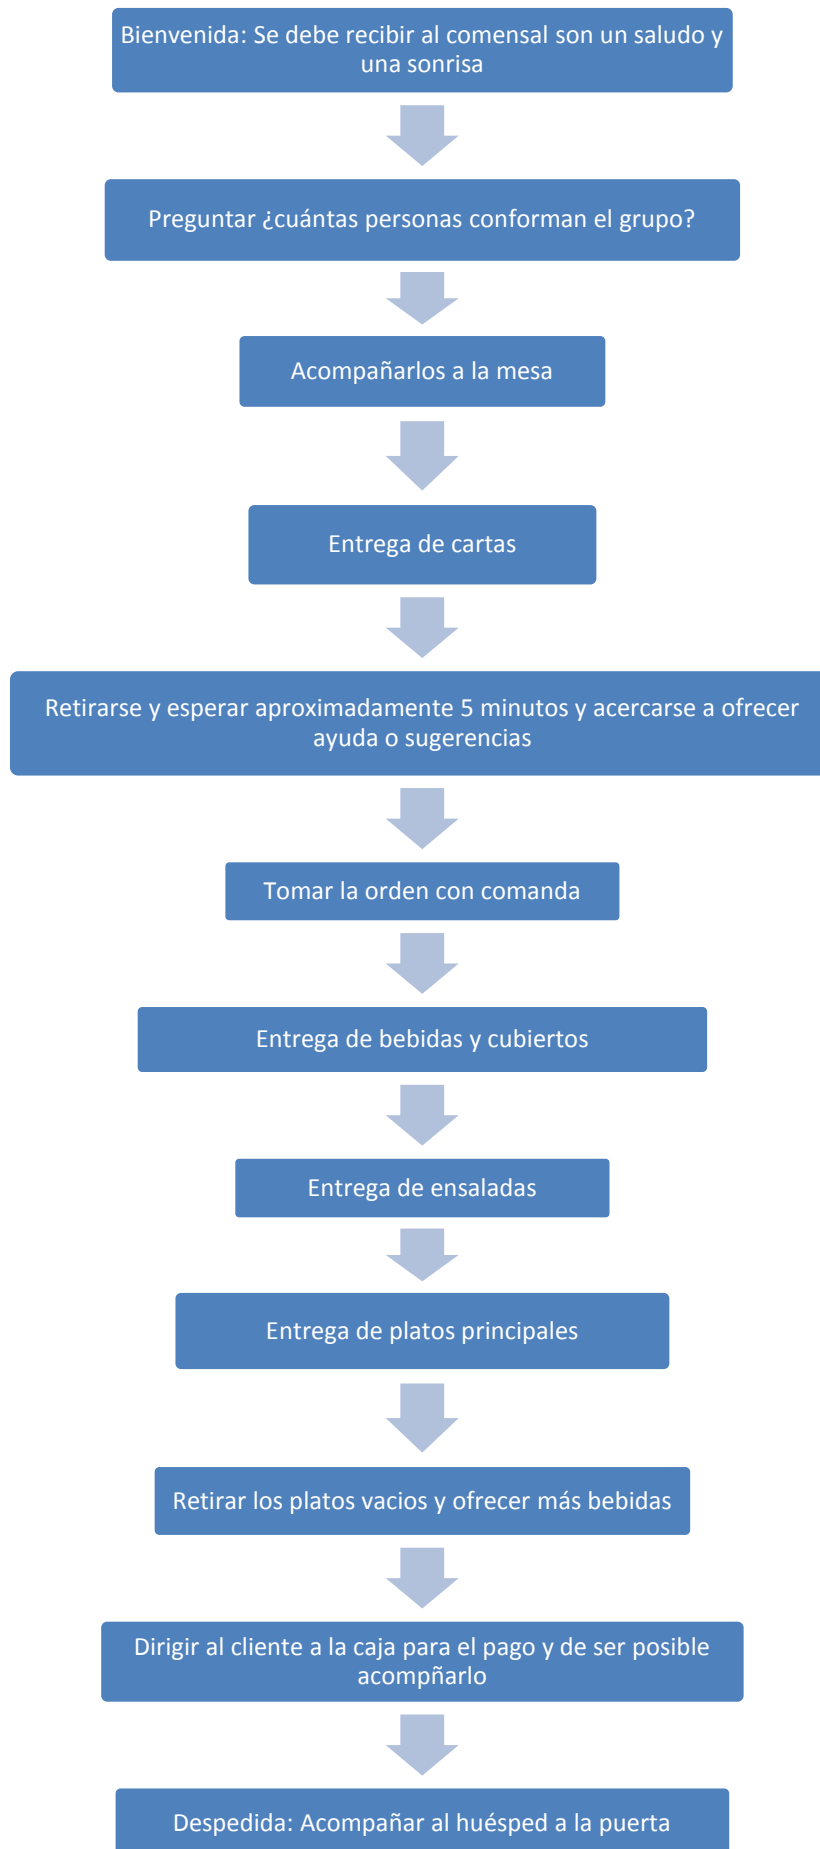 Bienvenida: Se debe recibir al comensal son un saludo y
una sonrisa
Preguntar ¿cuántas personas conforman el grupo?
Acompañarlos a la mesa
Entrega de cartas
Retirarse y esperar aproximadamente 5 minutos y acercarse a ofrecer
ayuda o sugerencias
Tomar la orden con comanda
Entrega de bebidas y cubiertos
Entrega de ensaladas
Entrega de platos principales
Retirar los platos vacios y ofrecer más bebidas
Dirigir al cliente a la caja para el pago y de ser posible
acompñarlo
Despedida: Acompañar al huésped a la puerta